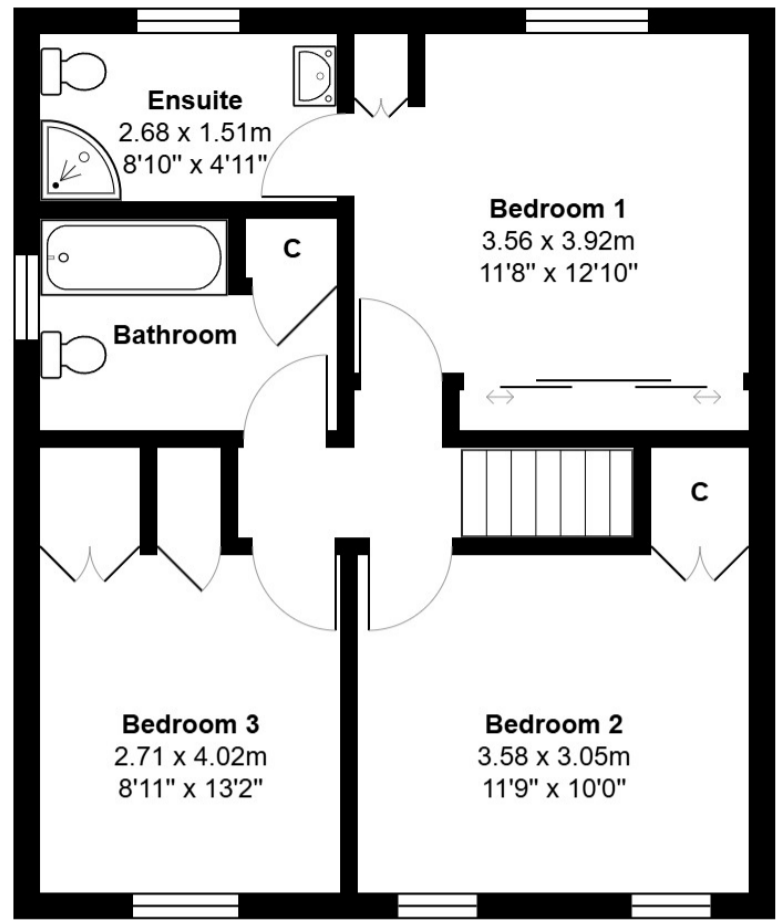 Ensuite
2.68 x 1.51m
8'10" x 4'11"
Bedroom 1
3.56 x 3.92m
11'8" x 12'10"
C
Bathroom
C
Bedroom 3
2.71 x 4.02m
8'11" x 13'2"
Bedroom 2
3.58 x 3.05m
11'9" x 10'0"